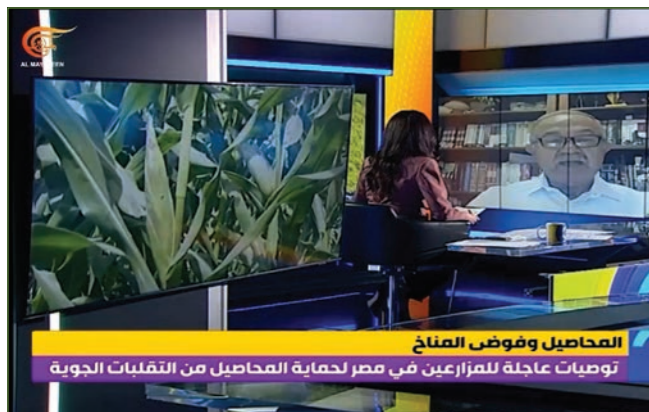 AL MAYADEEN
المحاصيل وفوضى المناخ
توصيات عاجلة للمزارعين في مصر لحماية المحاصيل من التقلبات الجوية